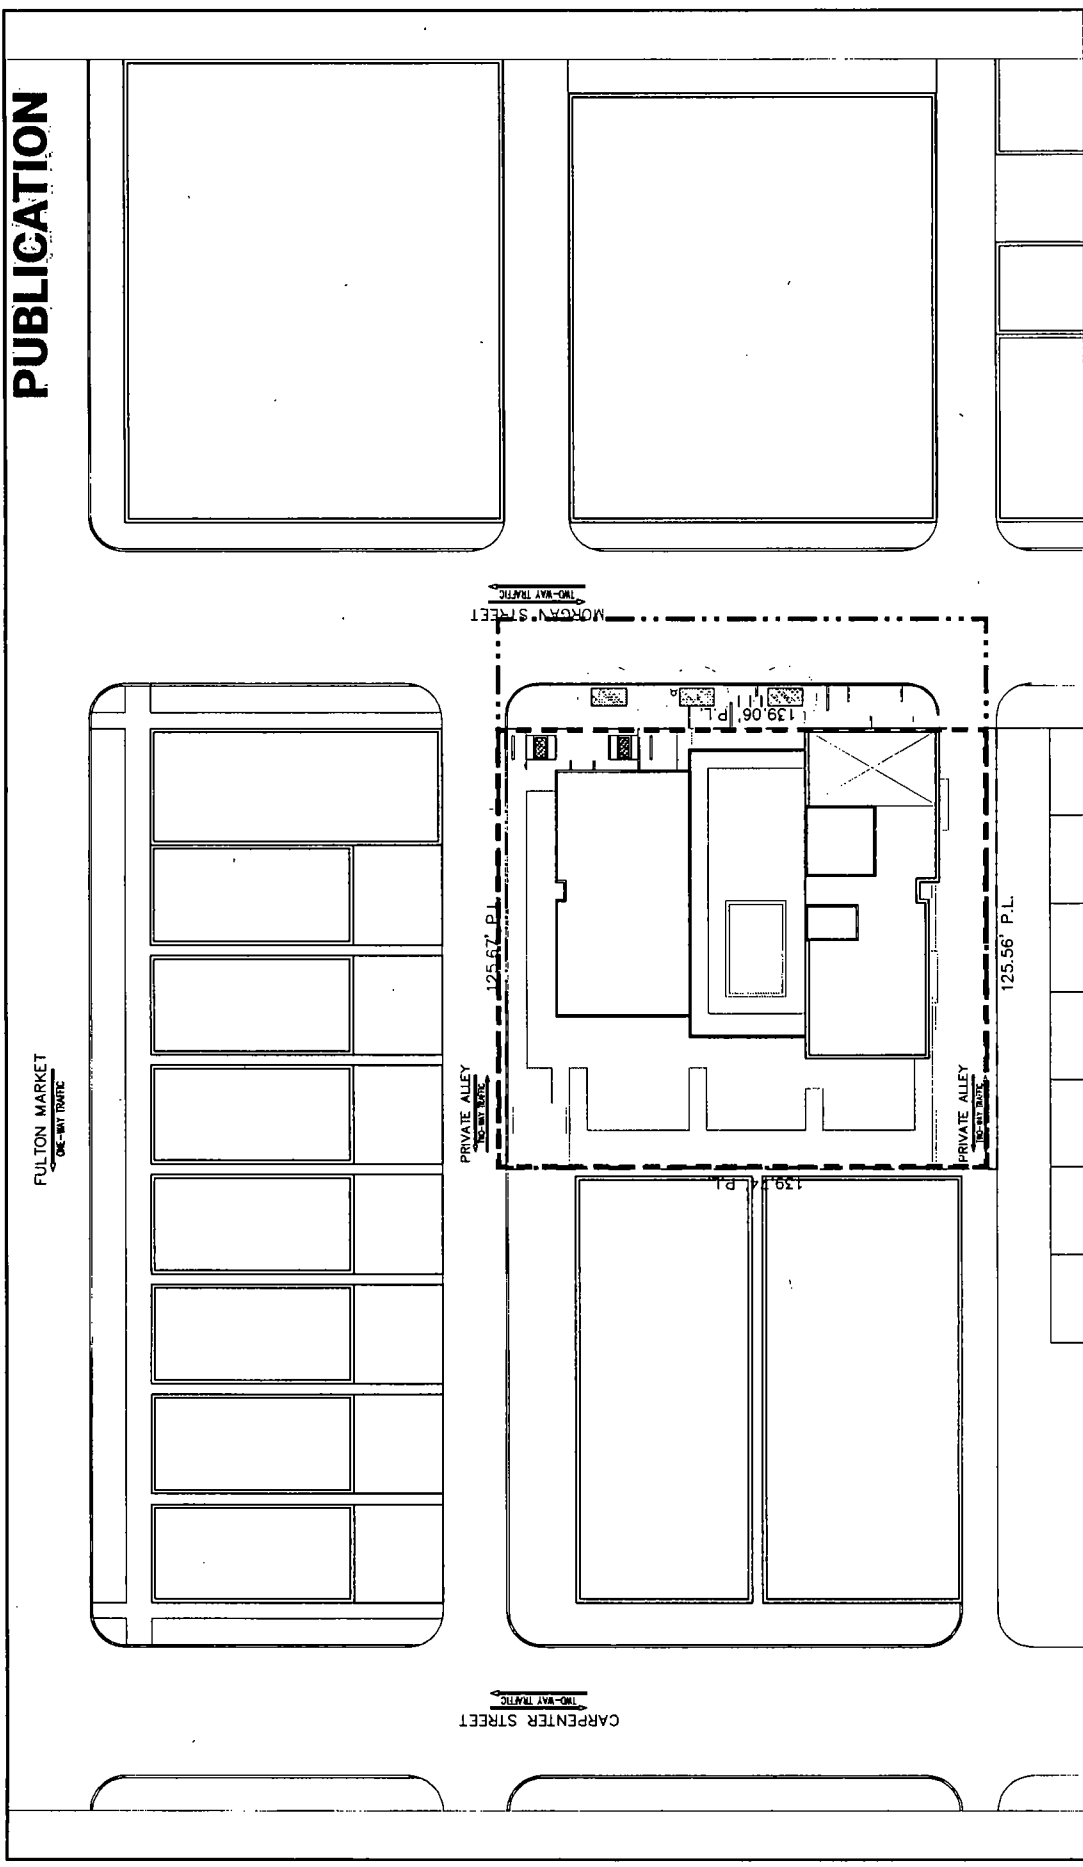 PUBLICATION
MORGAN STREET
TWO-WAY TRAFFIC
139.06' P.L.
125.67' P.L.
125.56' P.L.
FULTON MARKET
ONE-WAY TRAFFIC
PRIVATE ALLEY
TWO-WAY TRAFFIC
PRIVATE ALLEY
TWO-WAY TRAFFIC
TWO-WAY TRAFFIC
CARPENTER STREET